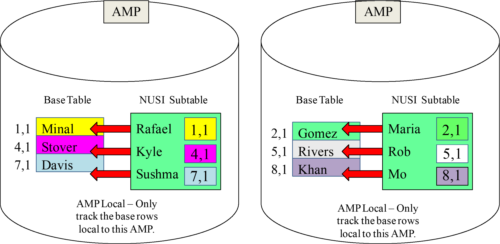 AMP
Base Table NUSI Subtable
1,1 Minal Rafael 1,1
4,1 Stover Kyle 4,1
7,1 Davis Sushma 7,1
AMP Local – Only
track the base rows
local to this AMP.
AMP
Base Table NUSI Subtable
2,1 Gomez Maria 2,1
5,1 Rivers Rob 5,1
8,1 Khan Mo 8,1
AMP Local – Only
track the base rows
local to this AMP.